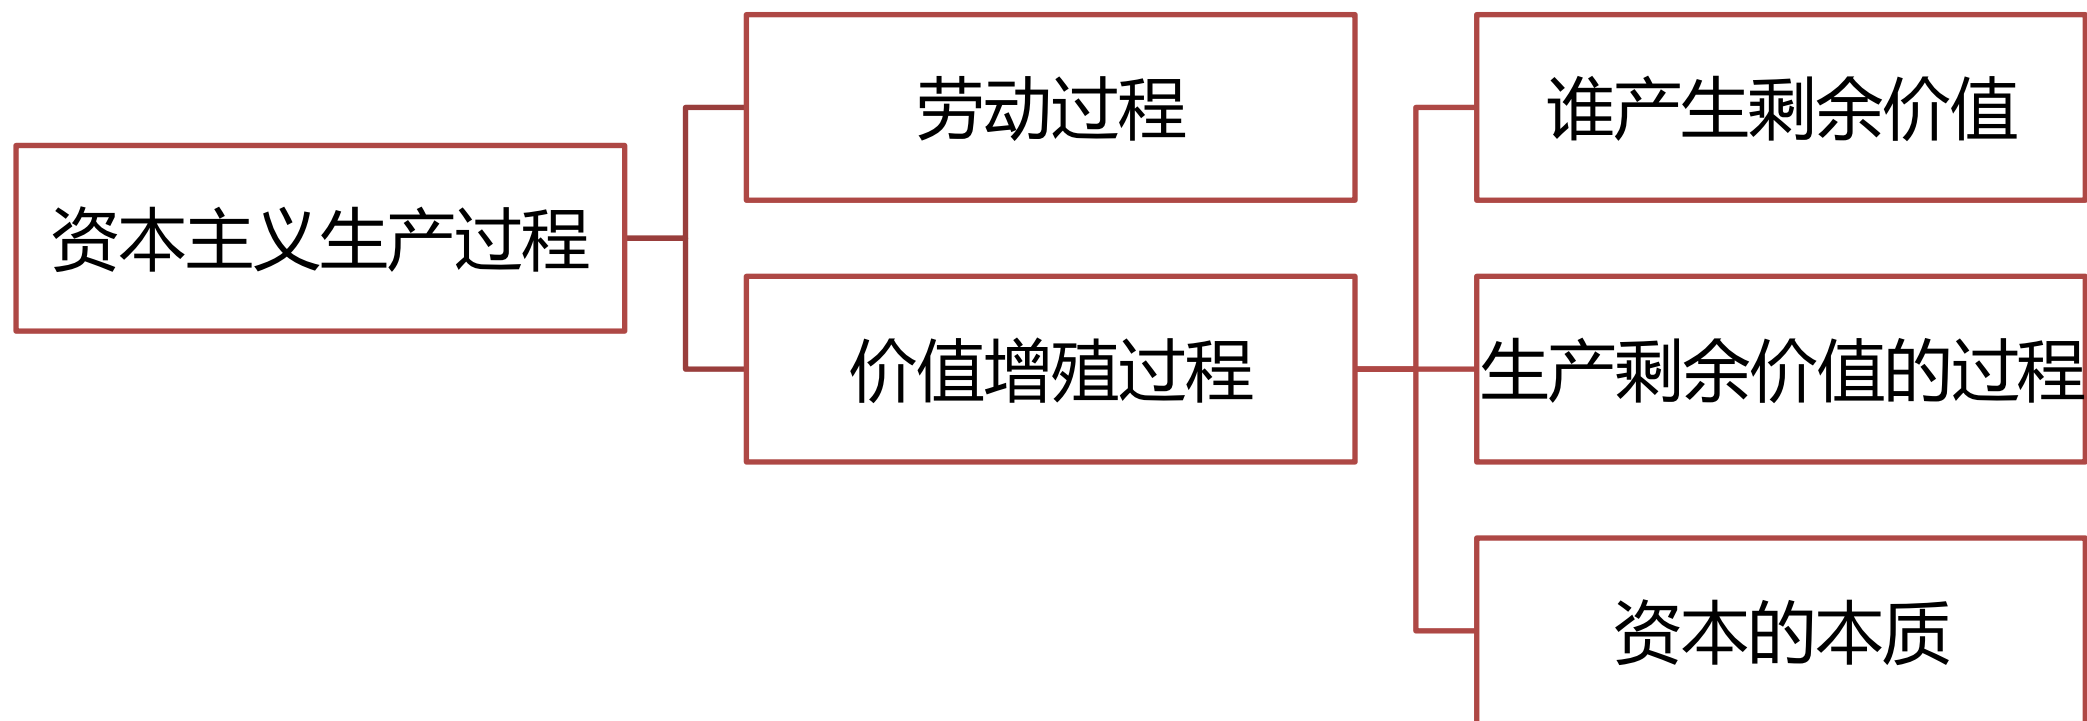 资本主义生产过程
劳动过程
价值增殖过程
谁产生剩余价值
生产剩余价值的过程
资本的本质